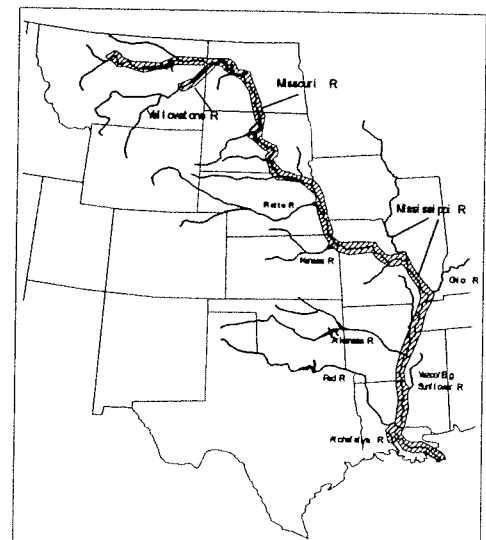 Missouri R
Yellowstone R
Platte R
Mississippi R
Kansas R
Ohio R
Arkansas R
Yazoo/Big
Sunflower R
Red R
Atchafalaya R